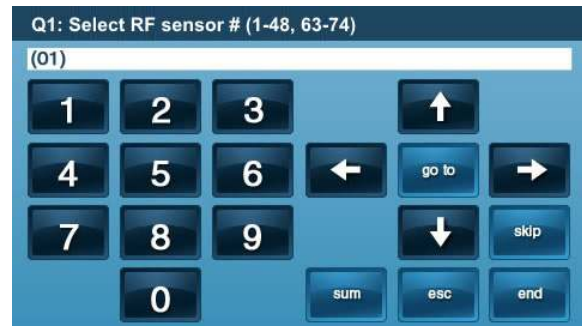 Q1: Select RF sensor # (1-48, 63-74)
(01)
1 2 3
4 5 6 go to
7 8 9 skip
0 sum esc end